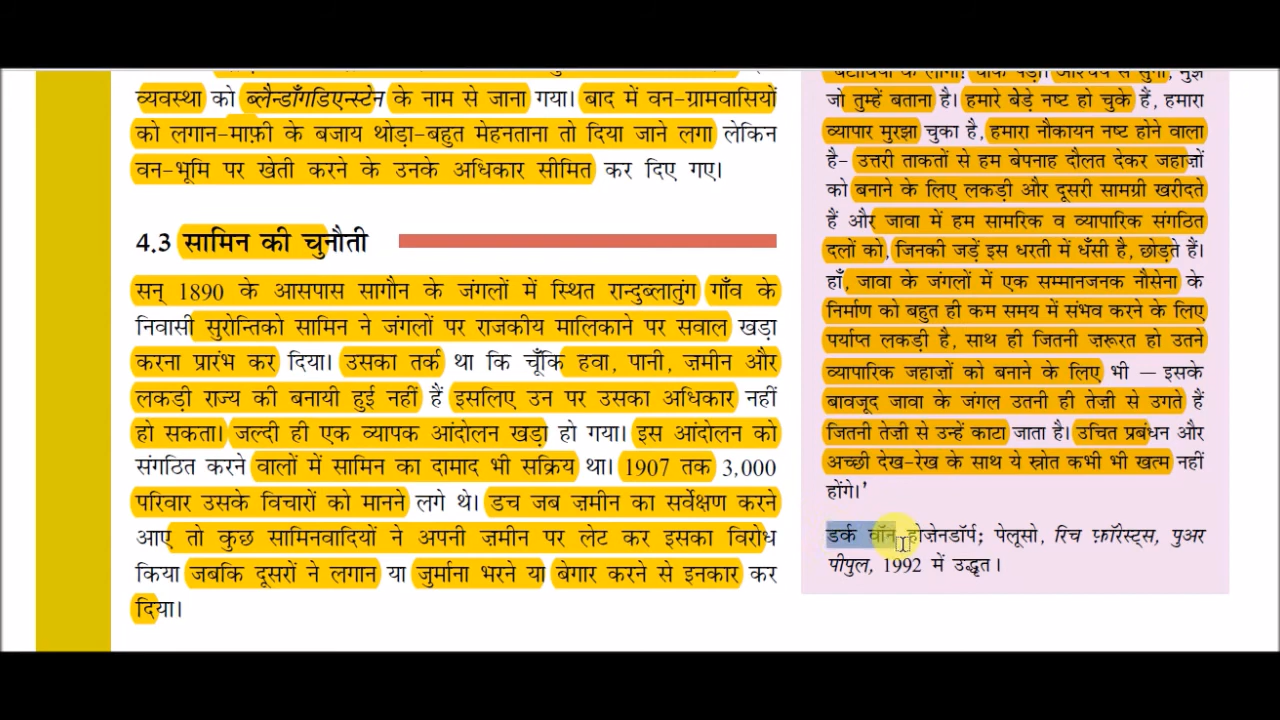 व्यवस्था को ब्लैन्डाँगडिएन्स्टेन के नाम से जाना गया। बाद में वन-ग्रामवासियों
को लगान-माफ़ी के बजाय थोड़ा-बहुत मेहनताना तो दिया जाने लगा लेकिन
वन-भूमि पर खेती करने के उनके अधिकार सीमित कर दिए गए।
4.3 सामिन की चुनौती
सन् 1890 के आसपास सागौन के जंगलों में स्थित रान्दुब्लातुंग गाँव के
निवासी सुरोन्तिको सामिन ने जंगलों पर राजकीय मालिकाने पर सवाल खड़ा
करना प्रारंभ कर दिया। उसका तर्क था कि चूँकि हवा, पानी, ज़मीन और
लकड़ी राज्य की बनायी हुई नहीं हैं इसलिए उन पर उसका अधिकार नहीं
हो सकता। जल्दी ही एक व्यापक आंदोलन खड़ा हो गया। इस आंदोलन को
संगठित करने वालों में सामिन का दामाद भी सक्रिय था। 1907 तक 3,000
परिवार उसके विचारों को मानने लगे थे। डच जब ज़मीन का सर्वेक्षण करने
आए तो कुछ सामिनवादियों ने अपनी ज़मीन पर लेट कर इसका विरोध
किया जबकि दूसरों ने लगान या जुर्माना भरने या बेगार करने से इनकार कर
दिया।
बटाविया के लोगो! चौंक पड़ो! आश्चर्य से सुनो, मुझे
जो तुम्हें बताना है। हमारे बेड़े नष्ट हो चुके हैं, हमारा
व्यापार मुरझा चुका है, हमारा नौकायन नष्ट होने वाला
है– उत्तरी ताकतों से हम बेपनाह दौलत देकर जहाज़ों
को बनाने के लिए लकड़ी और दूसरी सामग्री खरीदते
हैं और जावा में हम सामरिक व व्यापारिक संगठित
दलों को, जिनकी जड़ें इस धरती में धँसी है, छोड़ते हैं।
हाँ, जावा के जंगलों में एक सम्मानजनक नौसेना के
निर्माण को बहुत ही कम समय में संभव करने के लिए
पर्याप्त लकड़ी है, साथ ही जितनी ज़रूरत हो उतने
व्यापारिक जहाज़ों को बनाने के लिए भी — इसके
बावजूद जावा के जंगल उतनी ही तेज़ी से उगते हैं
जितनी तेज़ी से उन्हें काटा जाता है। उचित प्रबंधन और
अच्छी देख-रेख के साथ ये स्रोत कभी भी खत्म नहीं
होंगे।'
डर्क वॉन होजेनडॉर्प; पेलूसो, रिच फ़ॉरेस्ट्स, पुअर
पीपुल, 1992 में उद्धृत।